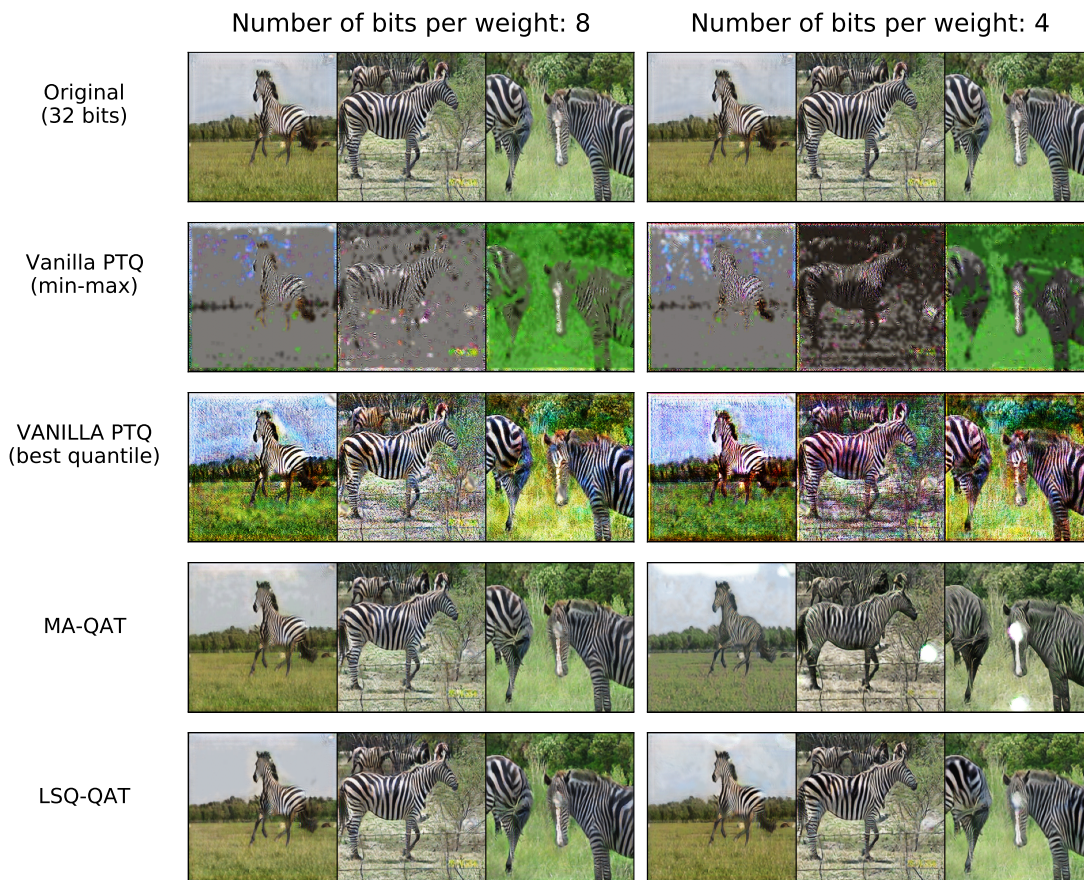 Number of bits per weight: 8
Number of bits per weight: 4
Original
(32 bits)
Vanilla PTQ
(min-max)
VANILLA PTQ
(best quantile)
MA-QAT
LSQ-QAT